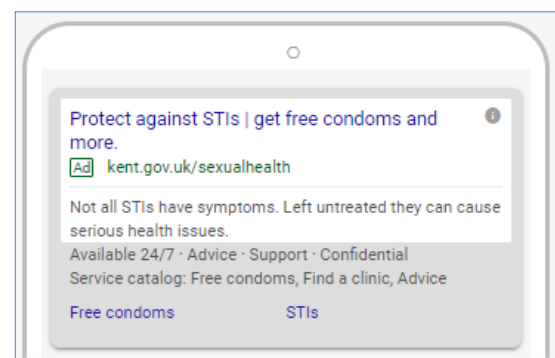 Protect against STIs | get free condoms and
more.
Ad kent.gov.uk/sexualhealth
Not all STIs have symptoms. Left untreated they can cause
serious health issues.
Available 24/7 · Advice · Support · Confidential
Service catalog: Free condoms, Find a clinic, Advice
Free condoms STIs